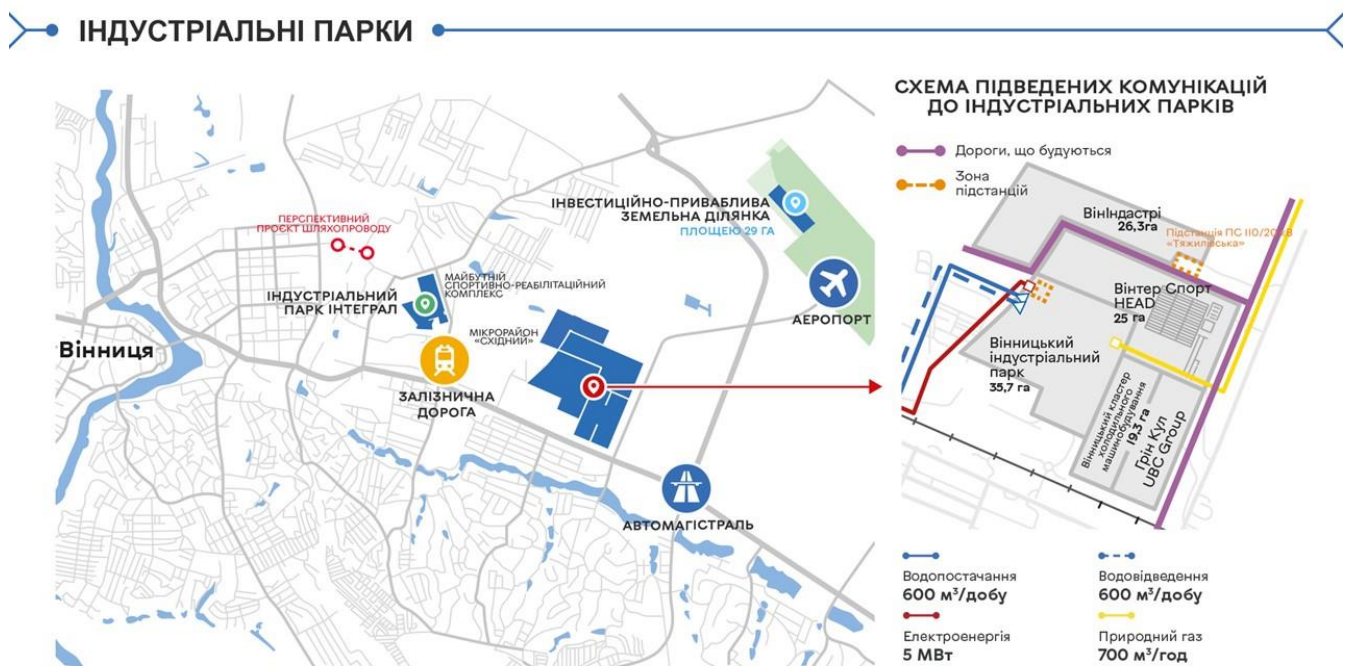 ІНДУСТРІАЛЬНІ ПАРКИ
ПЕРСПЕКТИВНИЙ
ПРОЄКТ ШЛЯХОПРОВОДУ
ІНВЕСТИЦІЙНО-ПРИВАБЛИВА
ЗЕМЕЛЬНА ДІЛЯНКА
ПЛОЩЕЮ 29 ГА
МАЙБУТНІЙ
СПОРТИВНО-РЕАБІЛІТАЦІЙНИЙ
КОМПЛЕКС
ІНДУСТРІАЛЬНИЙ
ПАРК ІНТЕГРАЛ
АЕРОПОРТ
МІКРОРАЙОН
«СХІДНИЙ»
Вінниця
ЗАЛІЗНИЧНА
ДОРОГА
АВТОМАГІСТРАЛЬ
СХЕМА ПІДВЕДЕНИХ КОМУНІКАЦІЙ
ДО ІНДУСТРІАЛЬНИХ ПАРКІВ
Дороги, що будуються
Зона
підстанцій
ВінІндастрі
26,3га
Підстанція ПС 110/20кВ
«Тяжилівська»
Вінтер Спорт
HEAD
25 га
Вінницький
індустріальний
парк
35,7 га
Вінницький кластер
холодильного
машинобудування
19,3 га
Грін Кул
UBC Group
Водопостачання
600 м³/добу
Водовідведення
600 м³/добу
Електроенергія
5 МВт
Природний газ
700 м³/год